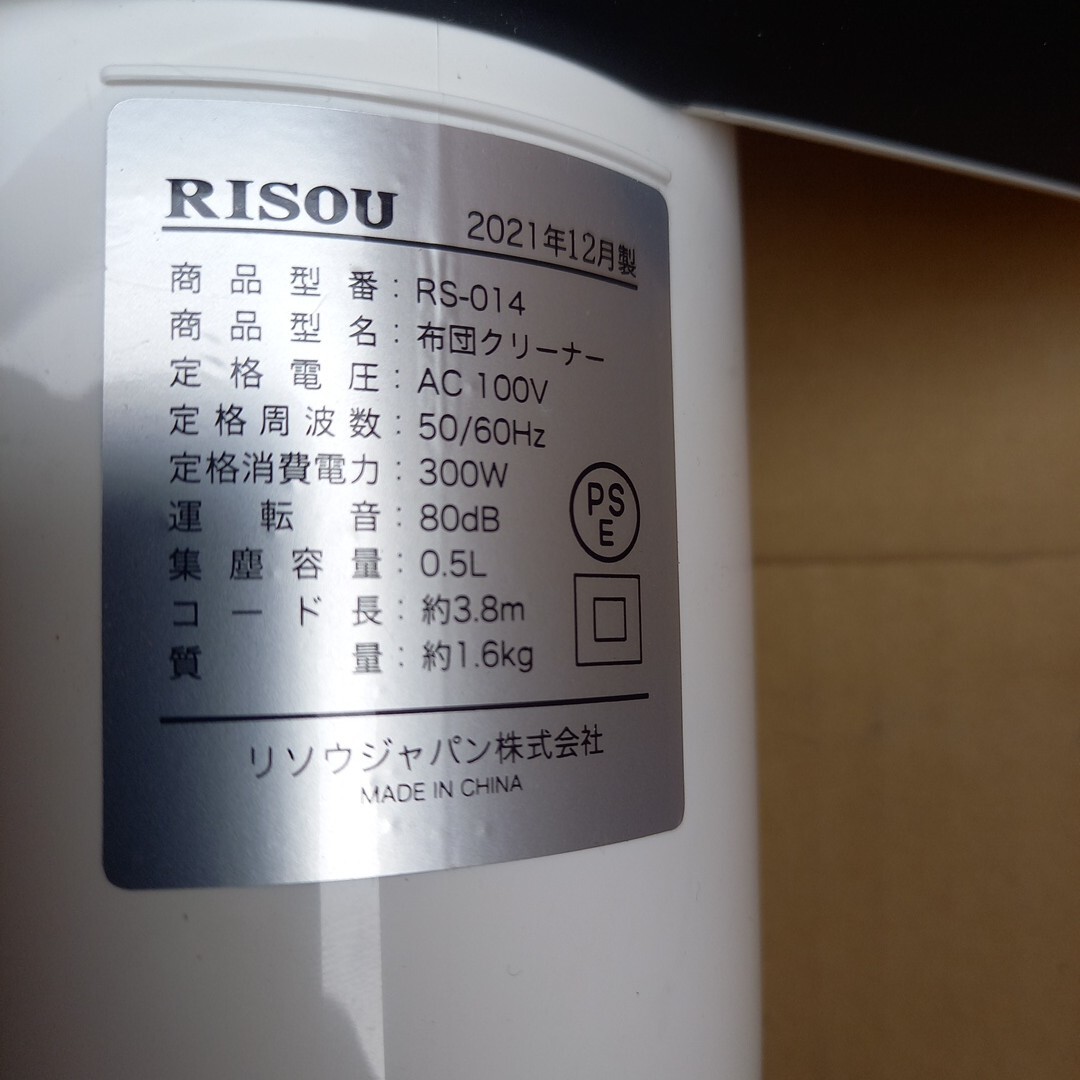 RISOU 2021年12月製
商品型番：RS-014
商品型名：布団クリーナー
定格電圧：AC 100V
定格周波数：50/60Hz
定格消費電力：300W
運転音：80dB
集塵容量：0.5L
コード長：約3.8m
質量：約1.6kg
PS
E
リソウジャパン株式会社
MADE IN CHINA